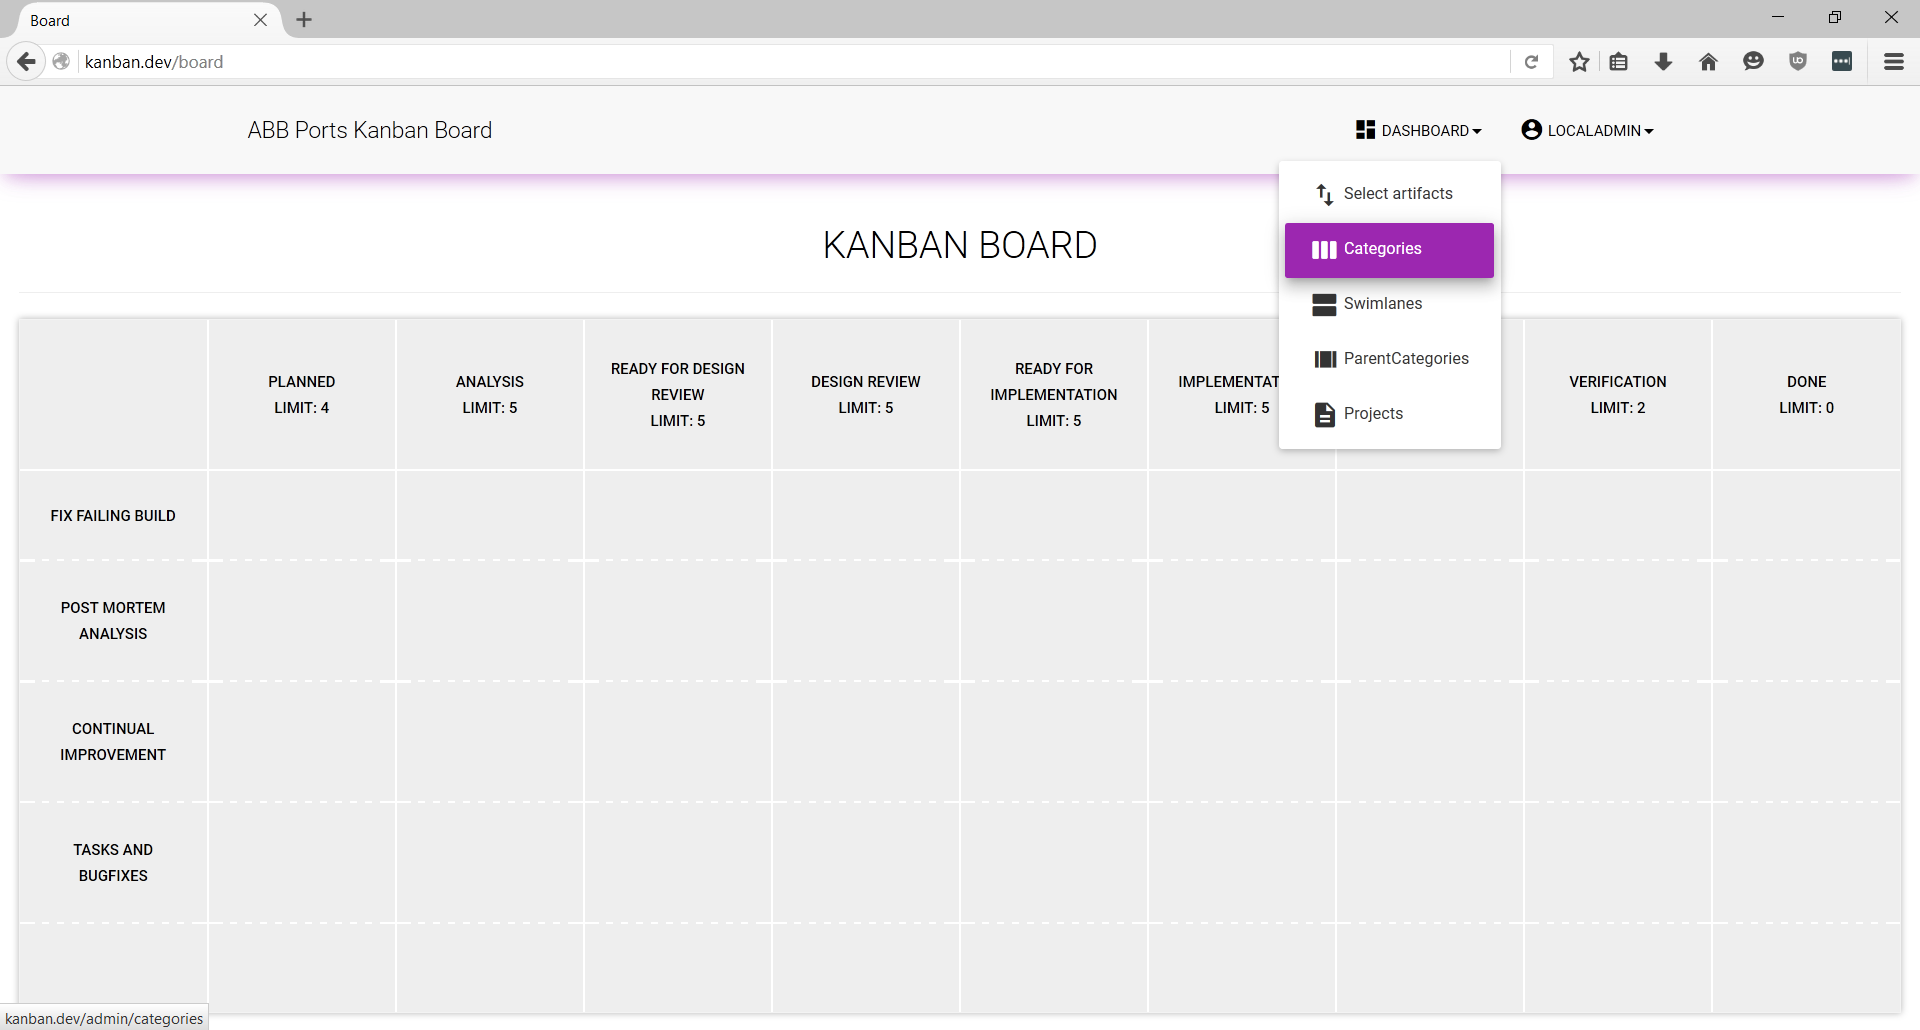 Board
kanban.dev/board
ABB Ports Kanban Board
DASHBOARD
LOCALADMIN
Select artifacts
Categories
Swimlanes
ParentCategories
Projects
KANBAN BOARD
PLANNED
LIMIT: 4
ANALYSIS
LIMIT: 5
READY FOR DESIGN
REVIEW
LIMIT: 5
DESIGN REVIEW
LIMIT: 5
READY FOR
IMPLEMENTATION
LIMIT: 5
IMPLEMENTAT
LIMIT: 5
VERIFICATION
LIMIT: 2
DONE
LIMIT: 0
FIX FAILING BUILD
POST MORTEM
ANALYSIS
CONTINUAL
IMPROVEMENT
TASKS AND
BUGFIXES
kanban.dev/admin/categories